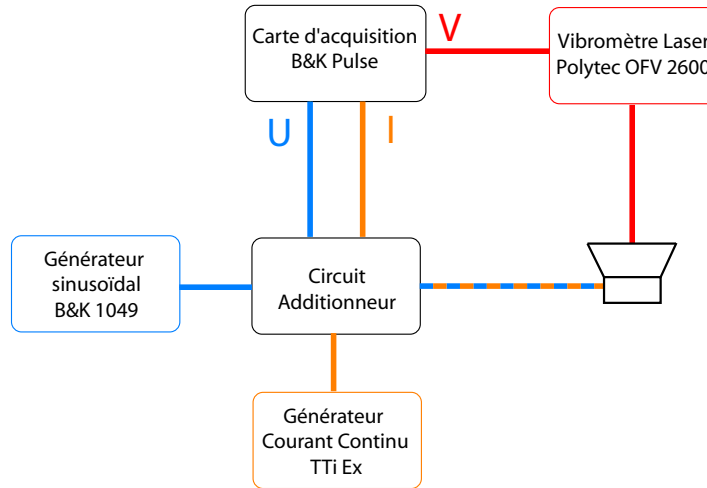 Carte d'acquisition
B&K Pulse
V
Vibromètre Laser
Polytec OFV 2600
U
I
Générateur
sinusoïdal
B&K 1049
Circuit
Additionneur
Générateur
Courant Continu
TTi Ex